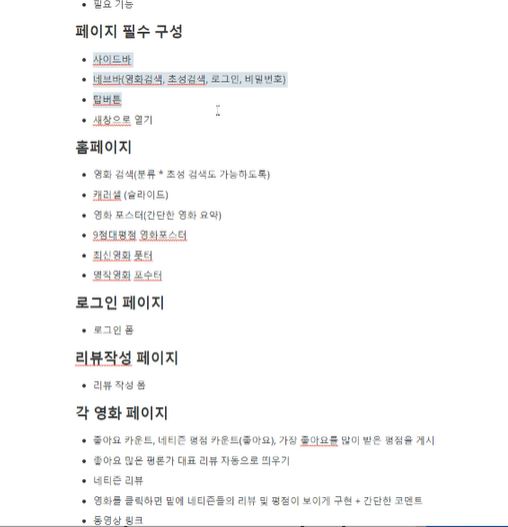 필요 기능
페이지 필수 구성
사이드바
네브바(영화검색, 초성검색, 로그인, 비밀번호)
탑버튼
새창으로 열기
홈페이지
영화 검색(분류 * 초성 검색도 가능하도록)
캐러셀 (슬라이드)
영화 포스터(간단한 영화 요약)
9점대평점 영화포스터
최신영화 풋터
명작영화 포수터
로그인 페이지
로그인 폼
리뷰작성 페이지
리뷰 작성 폼
각 영화 페이지
좋아요 카운트, 네티즌 평점 카운트(좋아요), 가장 좋아요를 많이 받은 평점을 게시
좋아요 많은 평론가 대표 리뷰 자동으로 띄우기
네티즌 리뷰
영화를 클릭하면 밑에 네티즌들의 리뷰 및 평점이 보이게 구현 + 간단한 코멘트
동영상 링크